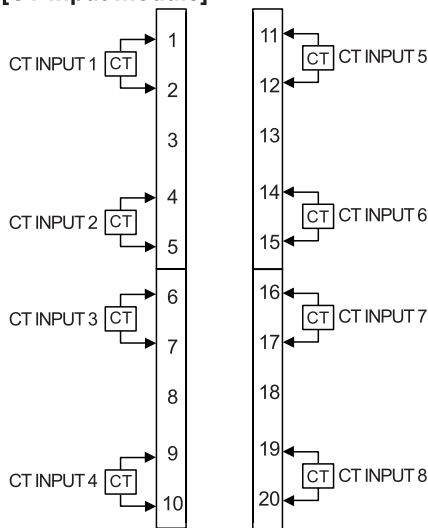 [CT Input Module]
CT INPUT 1 CT
1
2
3
CT INPUT 2 CT
4
5
CT INPUT 3 CT
6
7
8
CT INPUT 4 CT
9
10
11
12
CT CT INPUT 5
13
14
15
CT CT INPUT 6
16
17
CT CT INPUT 7
18
19
20
CT CT INPUT 8